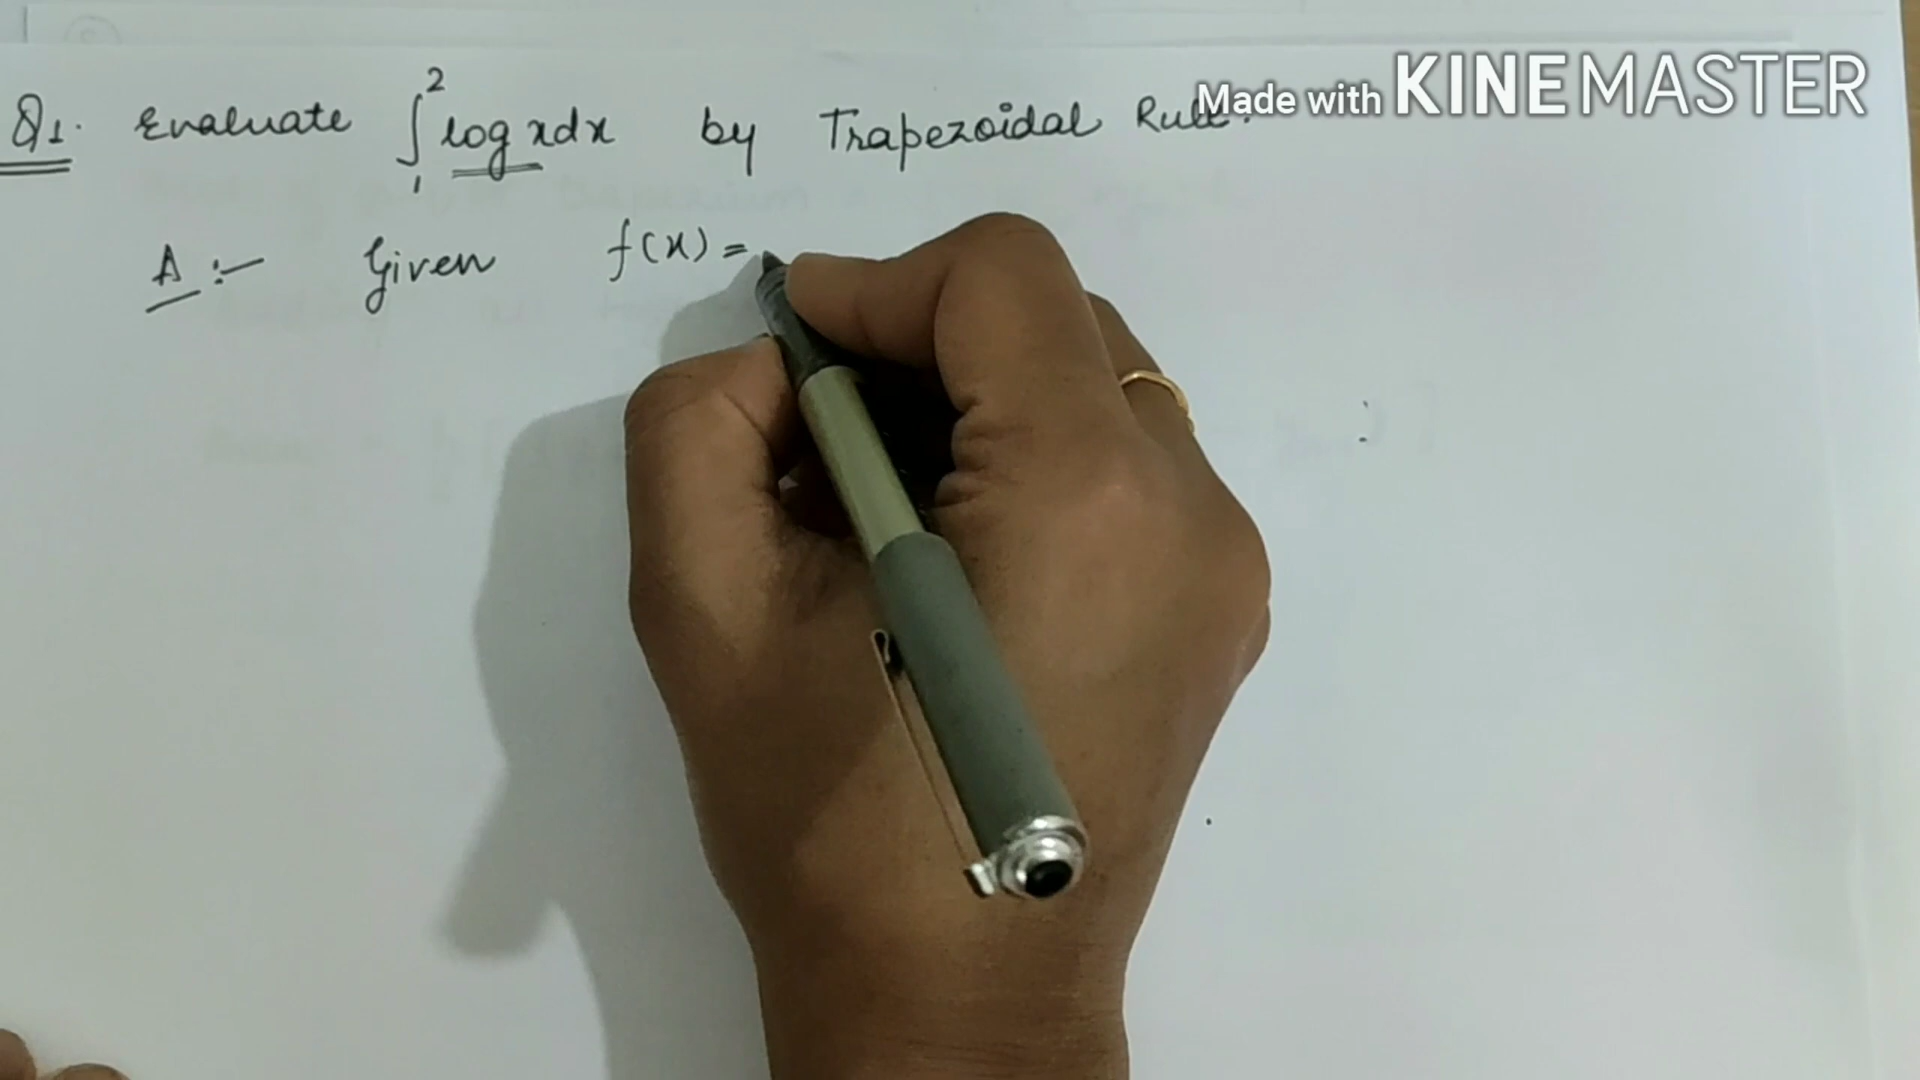 Made with KINEMASTER
Q1. Evaluate ∫₁² log x dx by Trapezoidal Rule.
A :- Given f(x) =